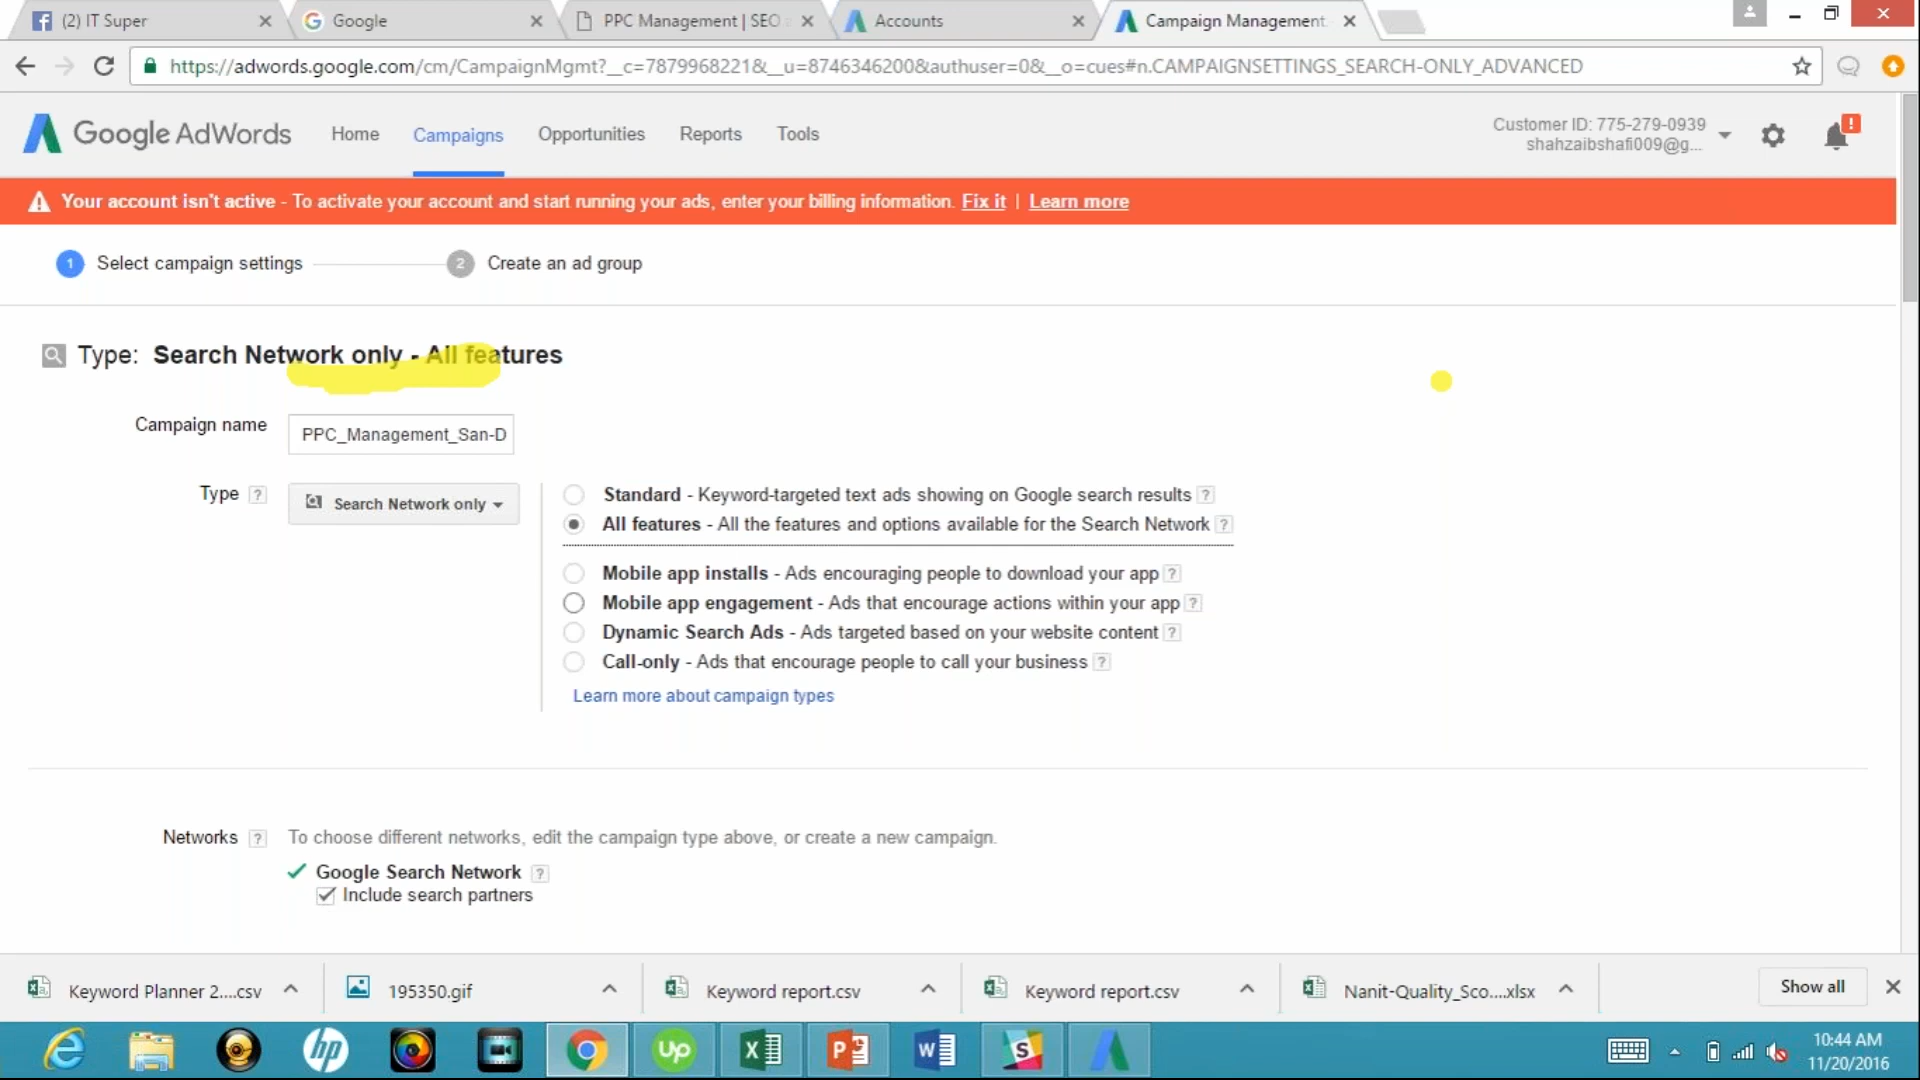 (2) IT Super
Google
PPC Management | SEO
Accounts
Campaign Management
https://adwords.google.com/cm/CampaignMgmt?__c=7879968221&__u=8746346200&authuser=0&__o=cues#n.CAMPAIGNSETTINGS_SEARCH-ONLY_ADVANCED
Google AdWords
Home
Campaigns
Opportunities
Reports
Tools
Customer ID: 775-279-0939
shahzaibshafi009@g...
!
Your account isn't active - To activate your account and start running your ads, enter your billing information. Fix it | Learn more
1 Select campaign settings
2 Create an ad group
Type: Search Network only - All features
Campaign name
PPC_Management_San-D
Type ?
Search Network only
Standard - Keyword-targeted text ads showing on Google search results ?
All features - All the features and options available for the Search Network ?
Mobile app installs - Ads encouraging people to download your app ?
Mobile app engagement - Ads that encourage actions within your app ?
Dynamic Search Ads - Ads targeted based on your website content ?
Call-only - Ads that encourage people to call your business ?
Learn more about campaign types
Networks ? To choose different networks, edit the campaign type above, or create a new campaign.
Google Search Network ?
Include search partners
Keyword Planner 2....csv
195350.gif
Keyword report.csv
Keyword report.csv
Nanit-Quality_Sco....xlsx
Show all
hp
Up
X
P
W
S
10:44 AM
11/20/2016